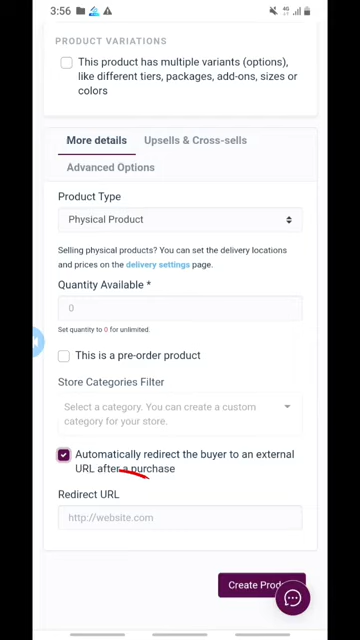 3:56
PRODUCT VARIATIONS
This product has multiple variants (options),
like different tiers, packages, add-ons, sizes or
colors
More details
Upsells & Cross-sells
Advanced Options
Product Type
Physical Product
Selling physical products? You can set the delivery locations
and prices on the delivery settings page.
Quantity Available *
0
Set quantity to 0 for unlimited.
This is a pre-order product
Store Categories Filter
Select a category. You can create a custom
category for your store.
Automatically redirect the buyer to an external
URL after a purchase
Redirect URL
http://website.com
Create